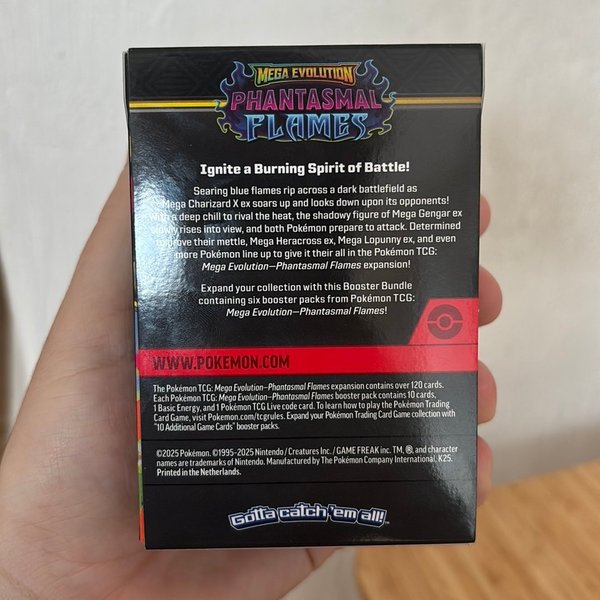 MEGA EVOLUTION
PHANTASMAL
FLAMES
Ignite a Burning Spirit of Battle!
Searing blue flames rip across a dark battlefield as
Mega Charizard X ex soars up and looks down upon its opponents!
With a deep chill to rival the heat, the shadowy figure of Mega Gengar ex
slowly rises into view, and both Pokémon prepare to attack. Determined
to prove their mettle, Mega Heracross ex, Mega Lopunny ex, and even
more Pokémon line up to give it their all in the Pokémon TCG:
Mega Evolution—Phantasmal Flames expansion!
Expand your collection with this Booster Bundle
containing six booster packs from Pokémon TCG:
Mega Evolution—Phantasmal Flames!
WWW.POKEMON.COM
The Pokémon TCG: Mega Evolution—Phantasmal Flames expansion contains over 120 cards.
Each Pokémon TCG: Mega Evolution—Phantasmal Flames booster pack contains 10 cards,
1 Basic Energy, and 1 Pokémon TCG Live code card. To learn how to play the Pokémon Trading
Card Game, visit Pokemon.com/tcgrules. Expand your Pokémon Trading Card Game collection with
"10 Additional Game Cards" booster packs.
©2025 Pokémon. ©1995-2025 Nintendo / Creatures Inc. / GAME FREAK inc. TM, ®, and character
names are trademarks of Nintendo. Manufactured by The Pokémon Company International, K25.
Printed in the Netherlands.
Gotta catch 'em all!™